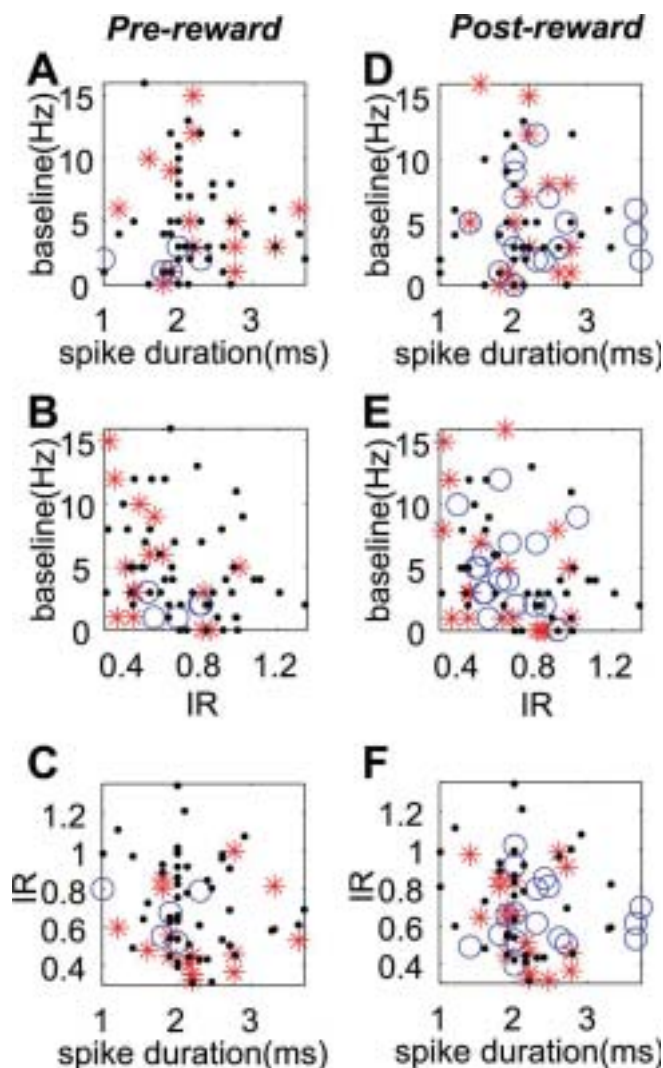 Pre-reward
Post-reward
A
baseline(Hz)
15
10
5
0
1 2 3
spike duration(ms)
D
baseline(Hz)
15
10
5
0
1 2 3
spike duration(ms)
B
baseline(Hz)
15
10
5
0
0.4 0.8 1.2
IR
E
baseline(Hz)
15
10
5
0
0.4 0.8 1.2
IR
C
IR
1.2
1
0.8
0.6
0.4
1 2 3
spike duration(ms)
F
IR
1.2
1
0.8
0.6
0.4
1 2 3
spike duration(ms)